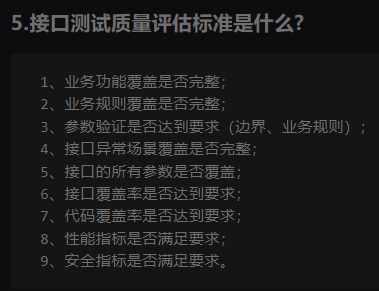 5.接口测试质量评估标准是什么?
1、业务功能覆盖是否完整;
2、业务规则覆盖是否完整;
3、参数验证是否达到要求（边界、业务规则）;
4、接口异常场景覆盖是否完整;
5、接口的所有参数是否覆盖;
6、接口覆盖率是否达到要求;
7、代码覆盖率是否达到要求;
8、性能指标是否满足要求;
9、安全指标是否满足要求。